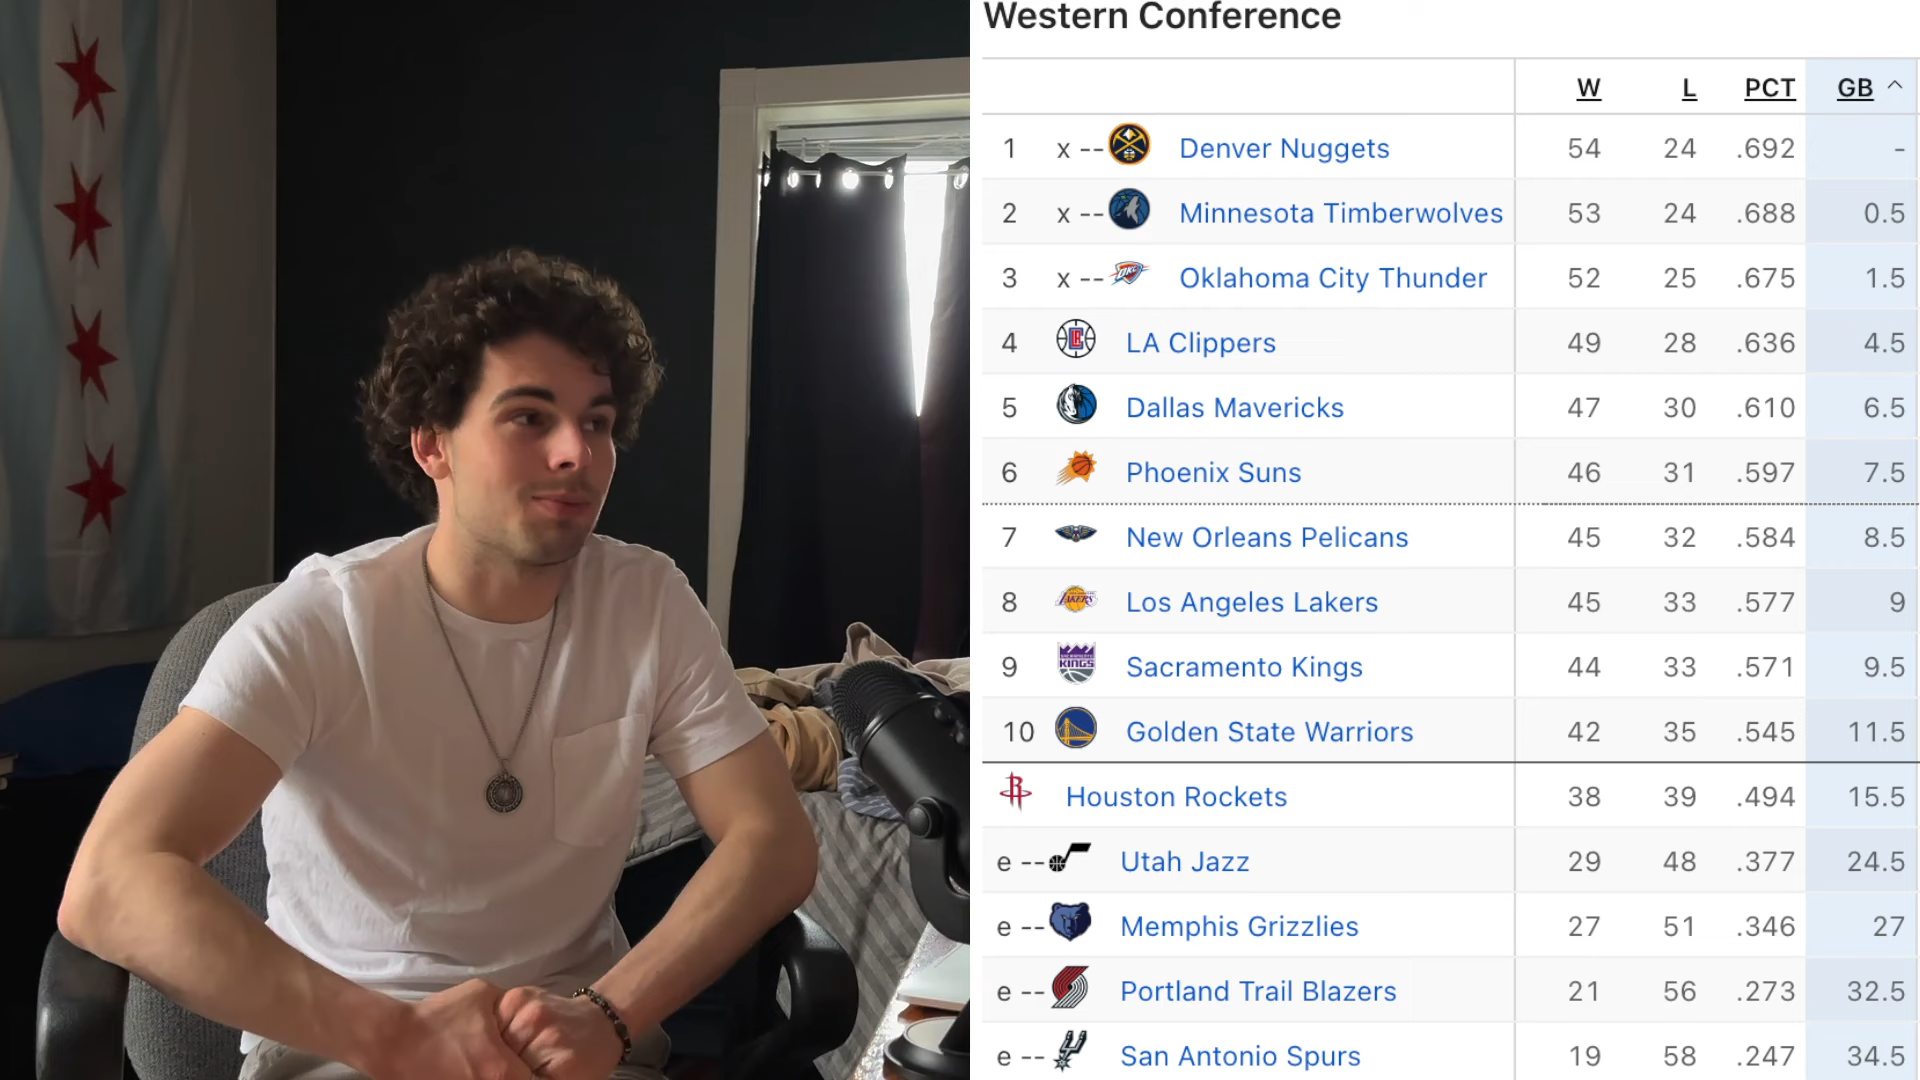 Western Conference
W L PCT GB
1 x -- Denver Nuggets 54 24 .692 -
2 x -- Minnesota Timberwolves 53 24 .688 0.5
3 x -- OKC Oklahoma City Thunder 52 25 .675 1.5
4 LA Clippers 49 28 .636 4.5
5 Dallas Mavericks 47 30 .610 6.5
6 Phoenix Suns 46 31 .597 7.5
7 New Orleans Pelicans 45 32 .584 8.5
8 LAKERS Los Angeles Lakers 45 33 .577 9
9 SACRAMENTO KINGS Sacramento Kings 44 33 .571 9.5
10 Golden State Warriors 42 35 .545 11.5
R Houston Rockets 38 39 .494 15.5
e -- Utah Jazz 29 48 .377 24.5
e -- Memphis Grizzlies 27 51 .346 27
e -- Portland Trail Blazers 21 56 .273 32.5
e -- San Antonio Spurs 19 58 .247 34.5